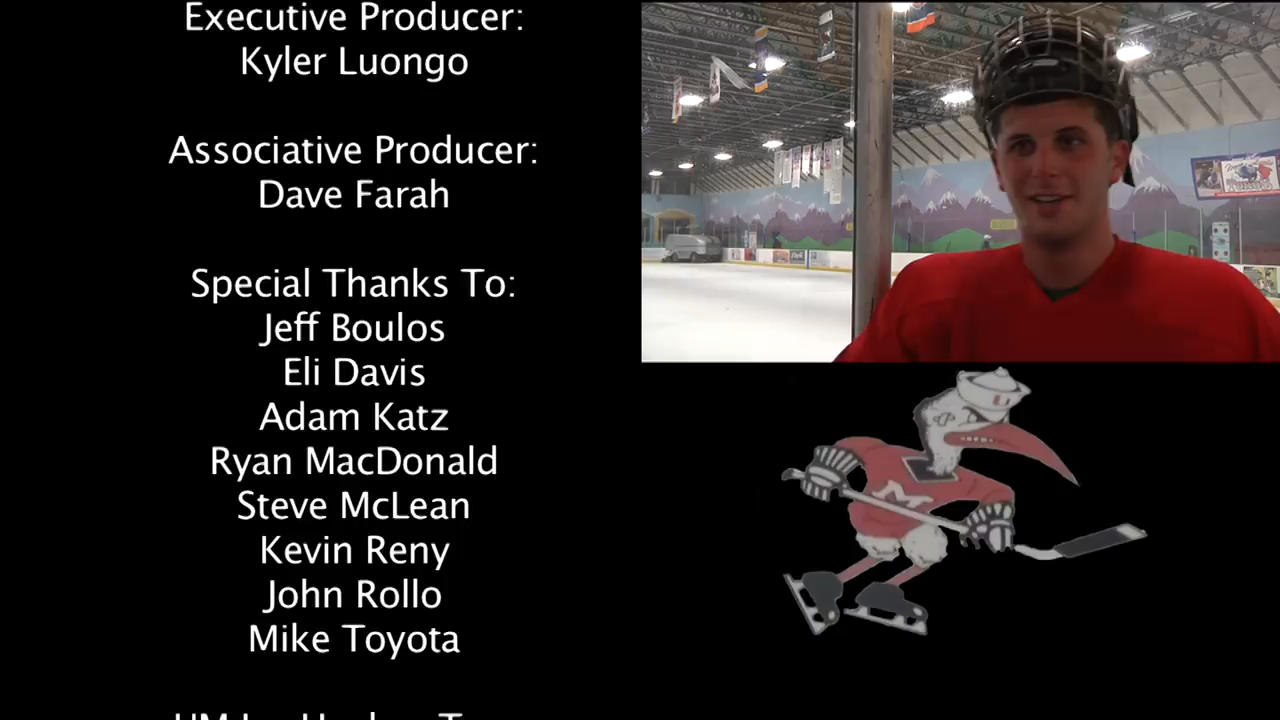 Executive Producer:
Kyler Luongo
Associative Producer:
Dave Farah
Special Thanks To:
Jeff Boulos
Eli Davis
Adam Katz
Ryan MacDonald
Steve McLean
Kevin Reny
John Rollo
Mike Toyota
U
M